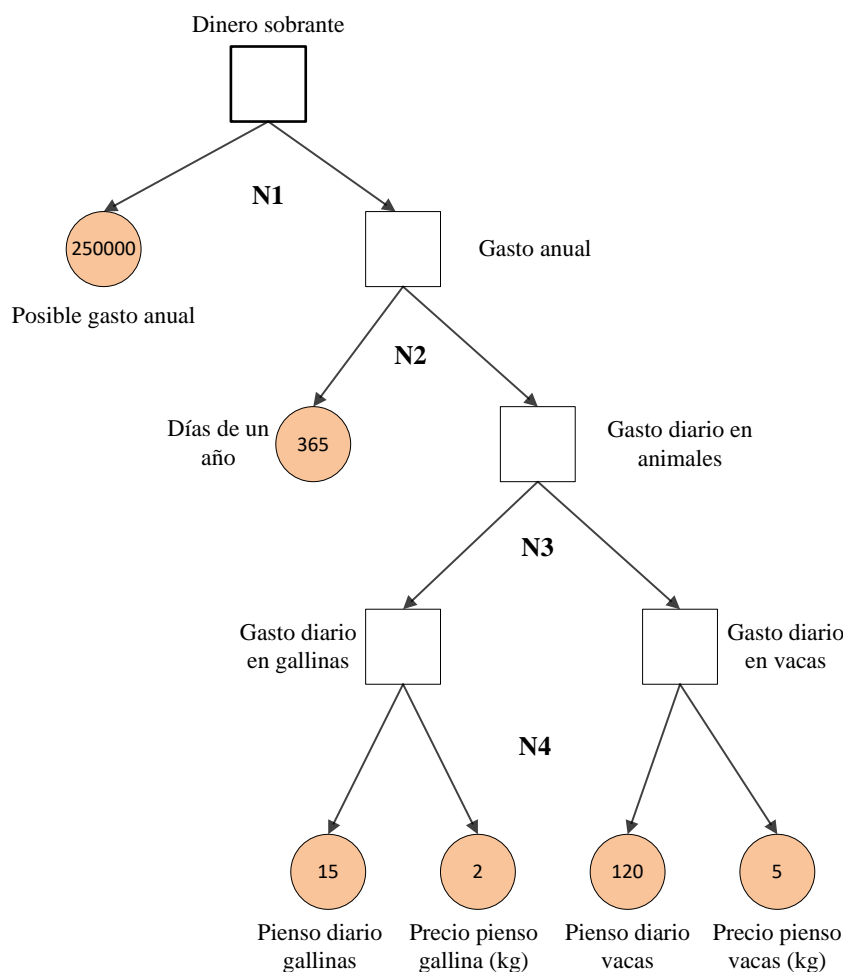 Dinero sobrante
N1
250000
Gasto anual
Posible gasto anual
N2
Días de un
año
365
Gasto diario en
animales
N3
Gasto diario
en gallinas
Gasto diario
en vacas
N4
15
2
120
5
Pienso diario
gallinas
Precio pienso
gallina (kg)
Pienso diario
vacas
Precio pienso
vacas (kg)